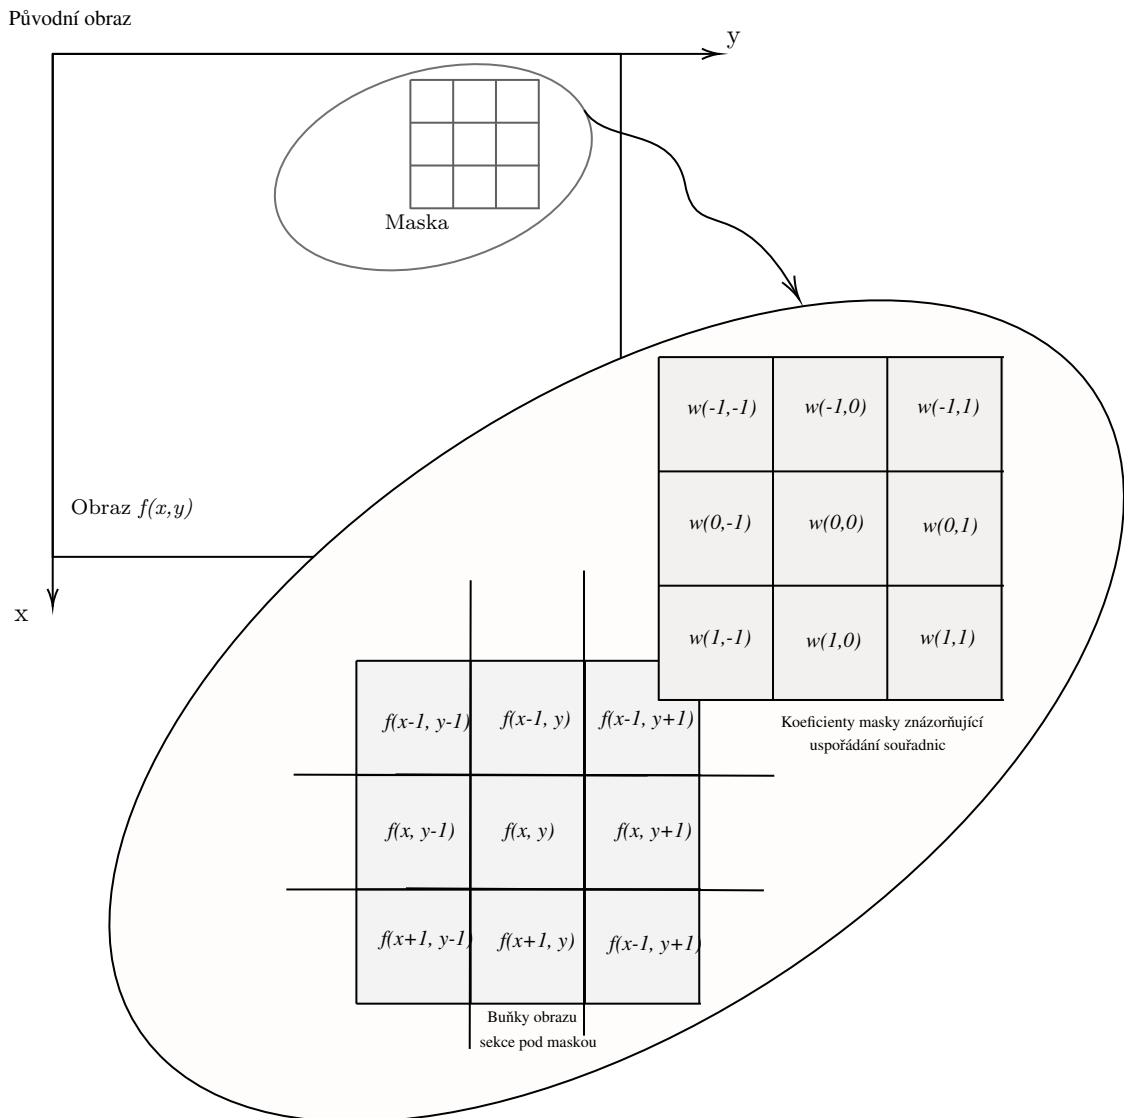 Původní obraz
y
Maska
Obraz f(x,y)
x
w(-1,-1) w(-1,0) w(-1,1)
w(0,-1) w(0,0) w(0,1)
w(1,-1) w(1,0) w(1,1)
Koeficienty masky znázorňující
uspořádání souřadnic
f(x-1, y-1) f(x-1, y) f(x-1, y+1)
f(x, y-1) f(x, y) f(x, y+1)
f(x+1, y-1) f(x+1, y) f(x-1, y+1)
Buňky obrazu
sekce pod maskou